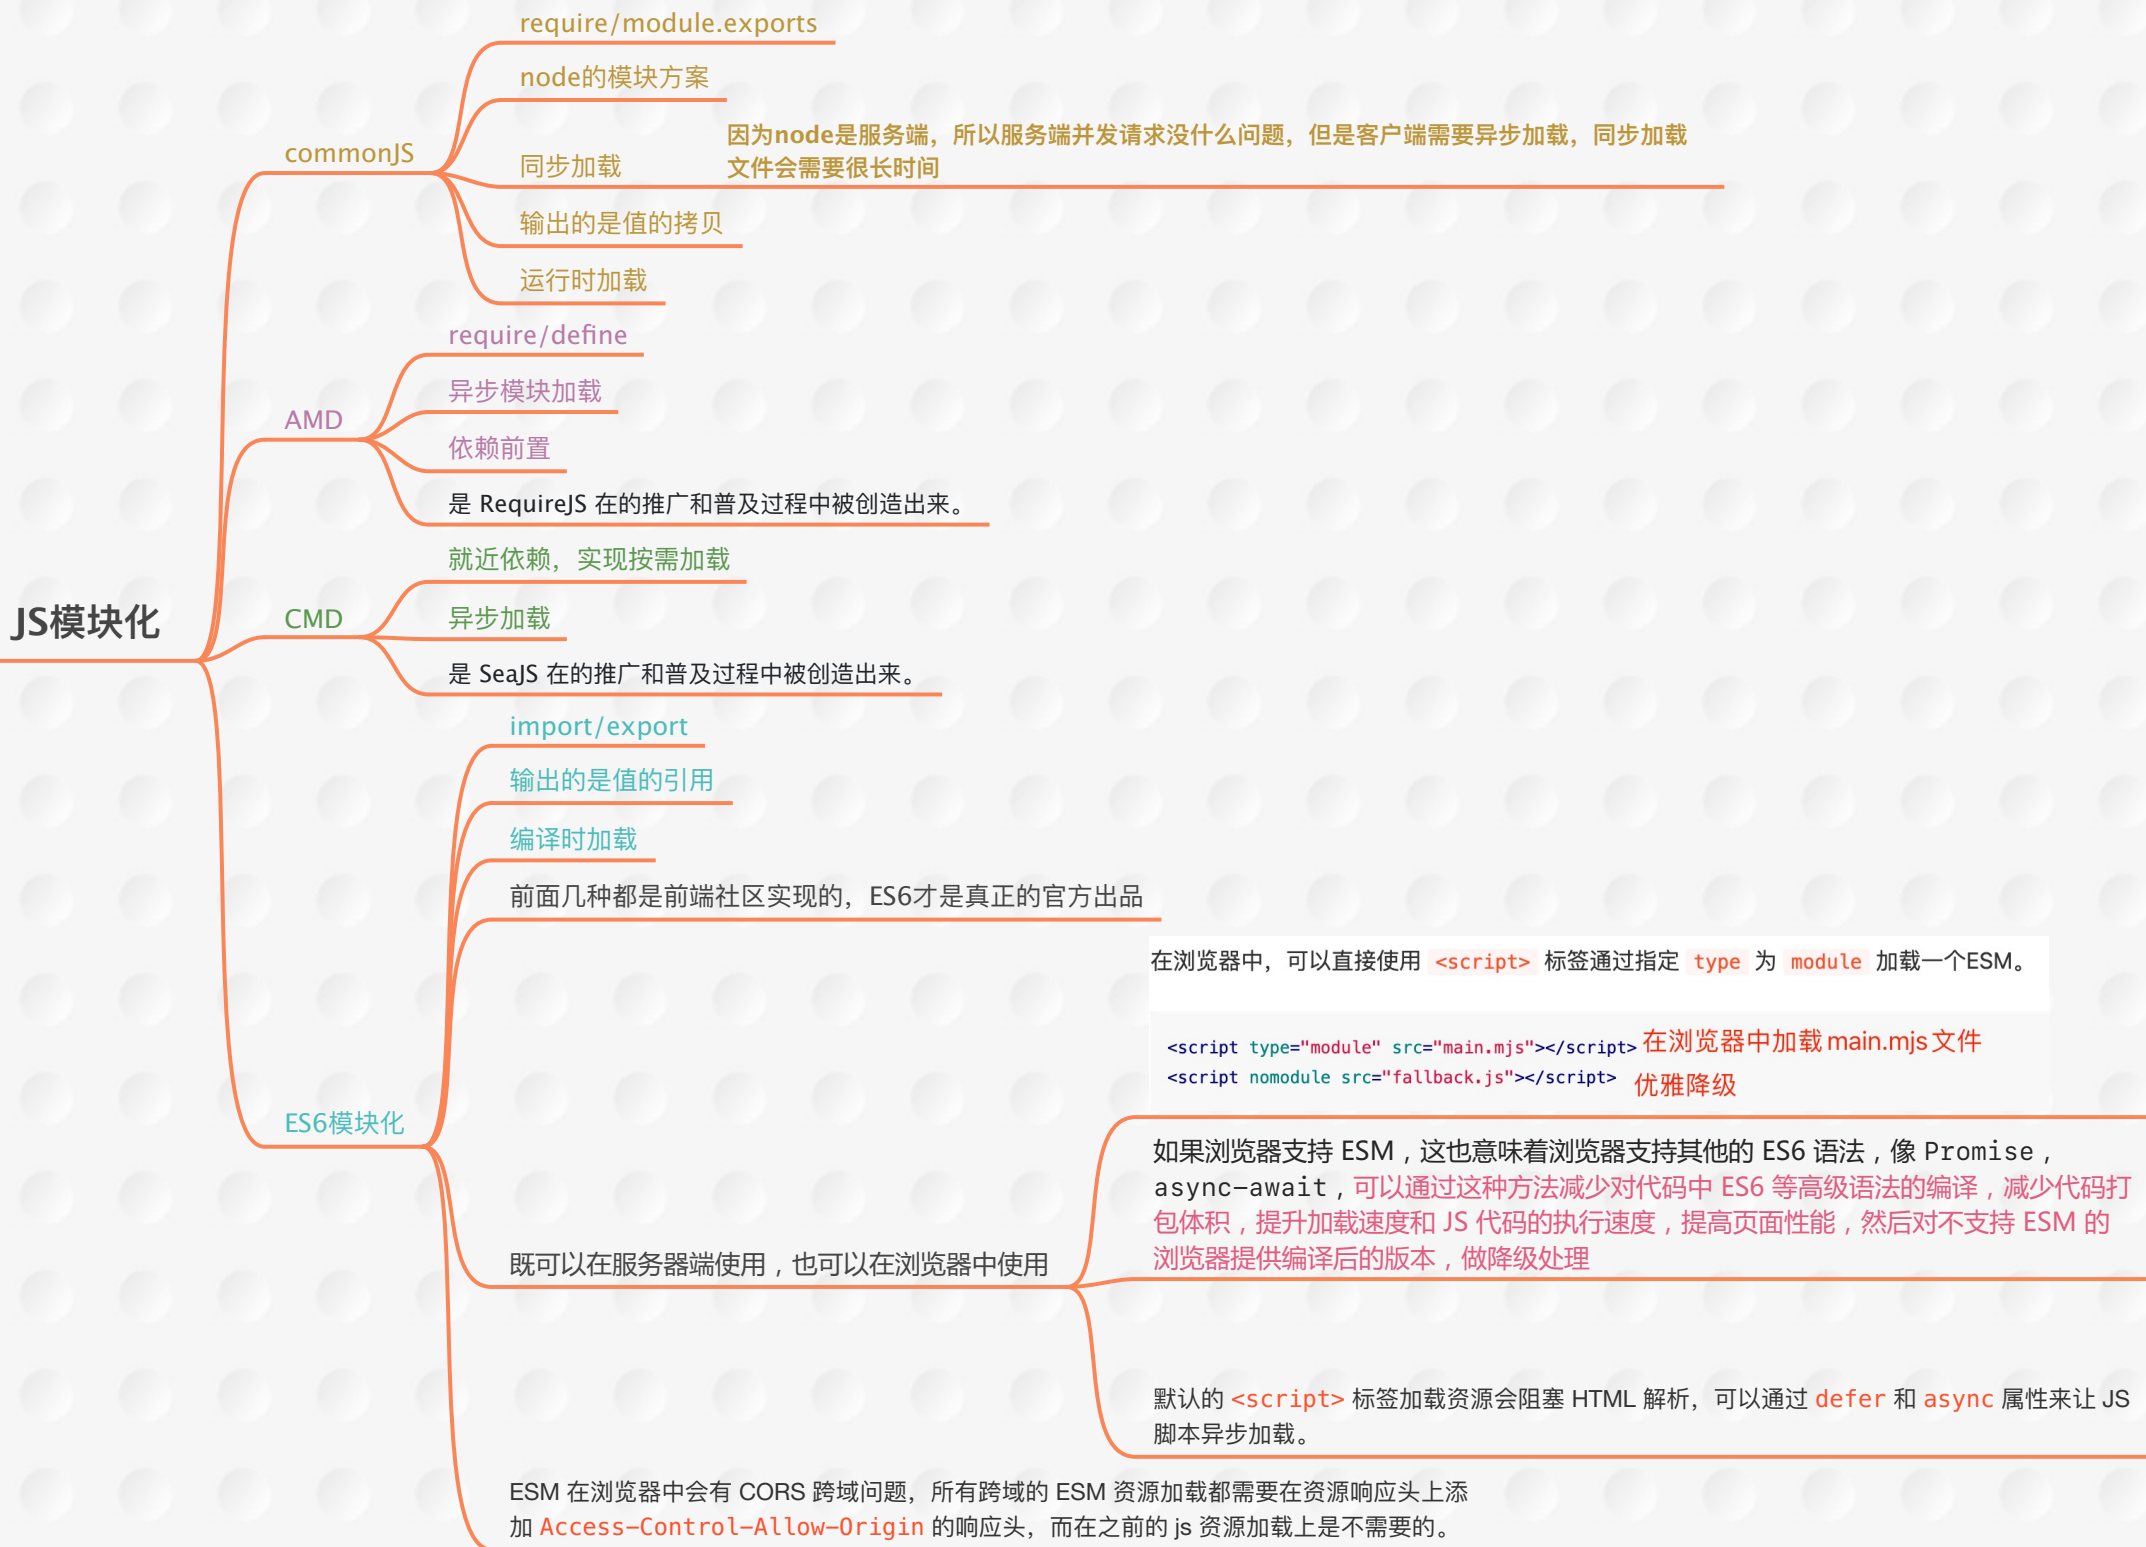 JS模块化
commonJS
require/module.exports
node的模块方案
同步加载
因为node是服务端，所以服务端并发请求没什么问题，但是客户端需要异步加载，同步加载
文件会需要很长时间
输出的是值的拷贝
运行时加载
AMD
require/define
异步模块加载
依赖前置
是 RequireJS 在的推广和普及过程中被创造出来。
CMD
就近依赖，实现按需加载
异步加载
是 SeaJS 在的推广和普及过程中被创造出来。
ES6模块化
import/export
输出的是值的引用
编译时加载
前面几种都是前端社区实现的，ES6才是真正的官方出品
既可以在服务器端使用，也可以在浏览器中使用
在浏览器中，可以直接使用 <script> 标签通过指定 type 为 module 加载一个ESM。
<script type="module" src="main.mjs"></script> 在浏览器中加载main.mjs文件
<script nomodule src="fallback.js"></script> 优雅降级
如果浏览器支持 ESM，这也意味着浏览器支持其他的 ES6 语法，像 Promise，
async-await，可以通过这种方法减少对代码中 ES6 等高级语法的编译，减少代码打
包体积，提升加载速度和 JS 代码的执行速度，提高页面性能，然后对不支持 ESM 的
浏览器提供编译后的版本，做降级处理
默认的 <script> 标签加载资源会阻塞 HTML 解析，可以通过 defer 和 async 属性来让 JS
脚本异步加载。
ESM 在浏览器中会有 CORS 跨域问题，所有跨域的 ESM 资源加载都需要在资源响应头上添
加 Access-Control-Allow-Origin 的响应头，而在之前的 js 资源加载上是不需要的。